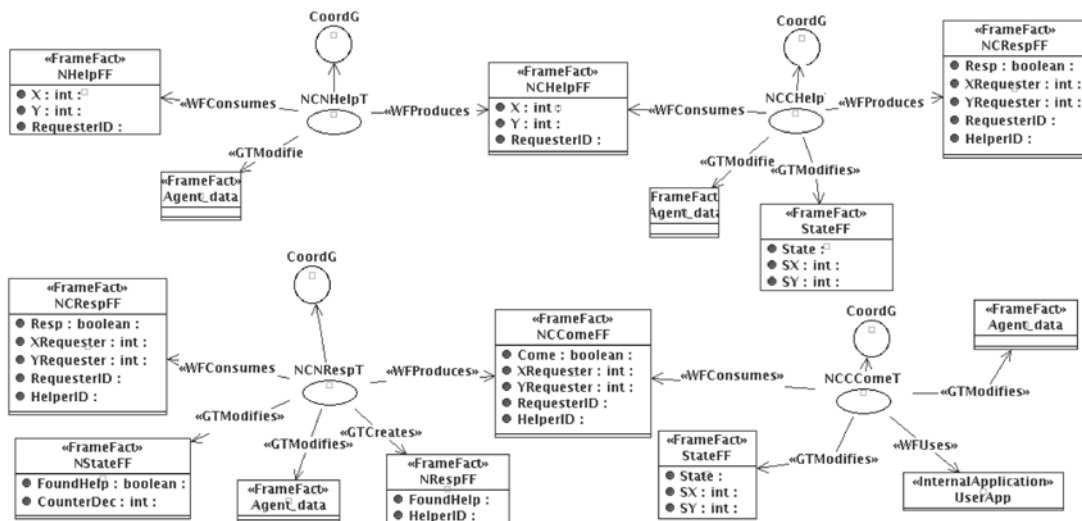 CoordG
«FrameFact»
NHelpFF
X : int :
Y : int :
RequesterID :
«WFConsumes
NCNHelpT
«WFProduces
«GTModifie
«FrameFact»
Agent_data
«FrameFact»
NCHelpFF
X : int :
Y : int :
RequesterID :
CoordG
«WFConsumes
NCCHelp
«WFProduces
«GTModifie
«GTModifies»
FrameFact
Agent_data
«FrameFact»
StateFF
State :
SX : int :
SY : int :
«FrameFact»
NCRespFF
Resp : boolean :
XRequester : int :
YRequester : int :
RequesterID :
HelperID :
CoordG
«FrameFact»
NCRespFF
Resp : boolean :
XRequester : int :
YRequester : int :
RequesterID :
HelperID :
«WFConsumes
NCNRespT
«WFProduces
«GTModifies»
«GTModifies»
«GTCreates»
«FrameFact»
NStateFF
FoundHelp : boolean :
CounterDec : int :
«FrameFact»
Agent_data
«FrameFact»
NRespFF
FoundHelp :
HelperID :
«FrameFact»
NCComeFF
Come : boolean :
XRequester : int :
YRequester : int :
RequesterID :
HelperID :
CoordG
«WFConsumes»
NCCComeT
«GTModifies»
«FrameFact»
Agent_data
«GTModifies»
«WFUses»
«FrameFact»
StateFF
State :
SX : int :
SY : int :
«InternalApplication»
UserApp